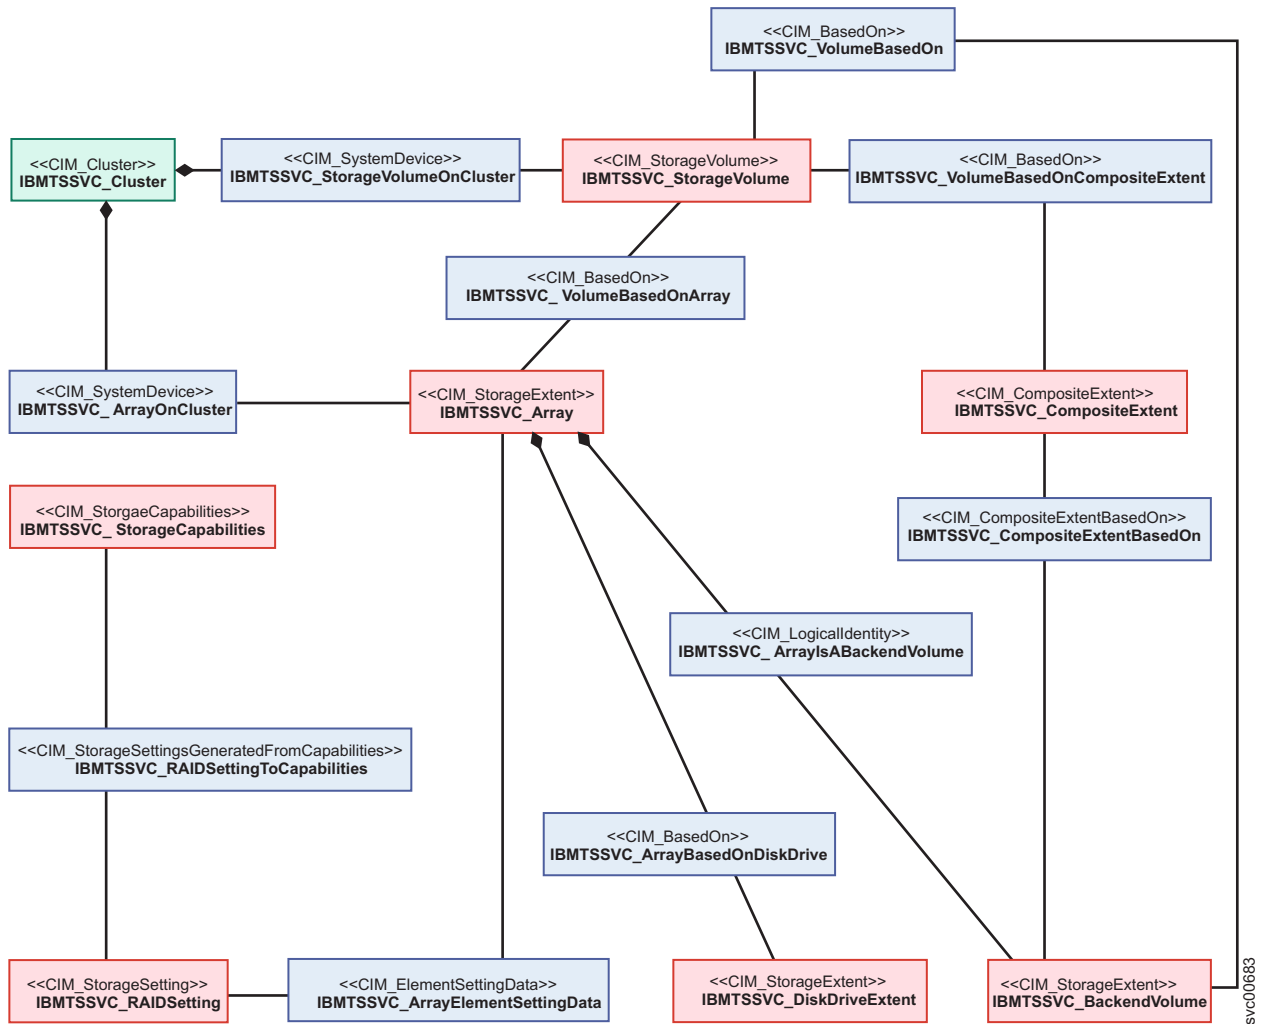 <<CIM_BasedOn>>
IBMTSSVC_VolumeBasedOn
<<CIM_Cluster>>
IBMTSSVC_Cluster
<<CIM_SystemDevice>>
IBMTSSVC_StorageVolumeOnCluster
<<CIM_StorageVolume>>
IBMTSSVC_StorageVolume
<<CIM_BasedOn>>
IBMTSSVC_VolumeBasedOnCompositeExtent
<<CIM_BasedOn>>
IBMTSSVC_ VolumeBasedOnArray
<<CIM_SystemDevice>>
IBMTSSVC_ ArrayOnCluster
<<CIM_StorageExtent>>
IBMTSSVC_Array
<<CIM_CompositeExtent>>
IBMTSSVC_CompositeExtent
<<CIM_StorgaeCapabilities>>
IBMTSSVC_ StorageCapabilities
<<CIM_CompositeExtentBasedOn>>
IBMTSSVC_CompositeExtentBasedOn
<<CIM_LogicalIdentity>>
IBMTSSVC_ ArrayIsABackendVolume
<<CIM_StorageSettingsGeneratedFromCapabilities>>
IBMTSSVC_RAIDSettingToCapabilities
<<CIM_BasedOn>>
IBMTSSVC_ArrayBasedOnDiskDrive
<<CIM_StorageSetting>>
IBMTSSVC_RAIDSetting
<<CIM_ElementSettingData>>
IBMTSSVC_ArrayElementSettingData
<<CIM_StorageExtent>>
IBMTSSVC_DiskDriveExtent
<<CIM_StorageExtent>>
IBMTSSVC_BackendVolume
svc00683